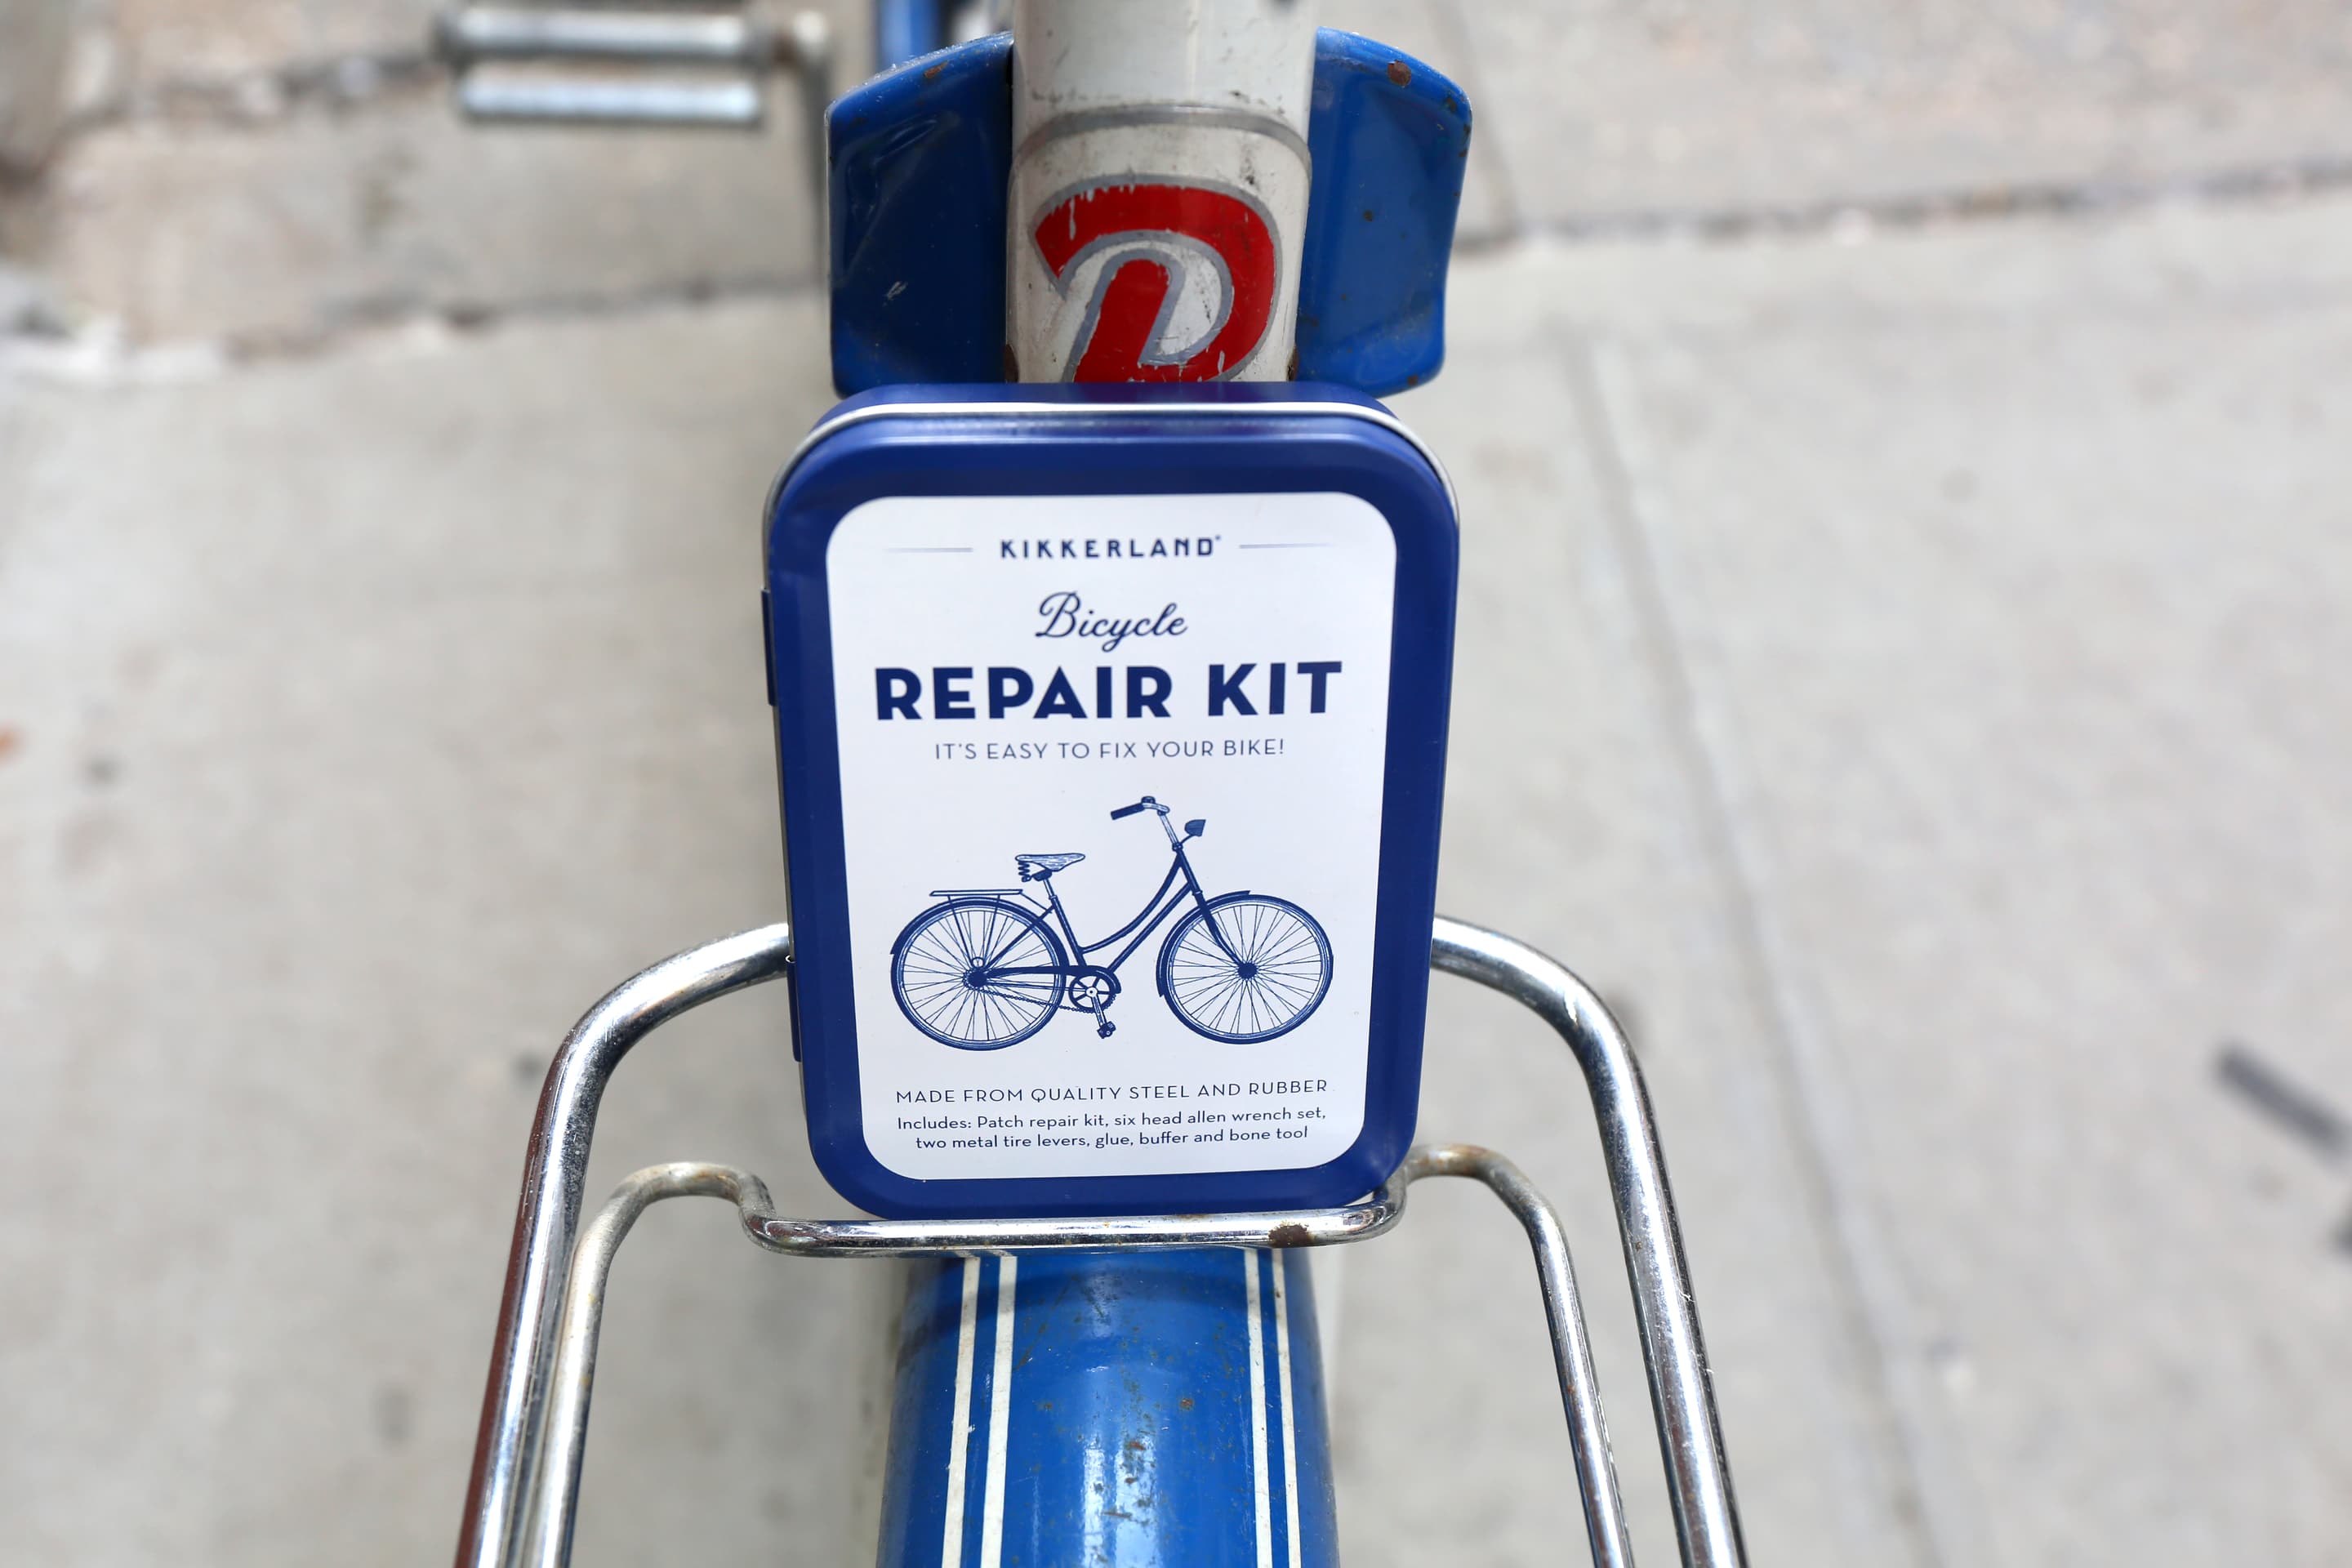 KIKKERLAND®
Bicycle
REPAIR KIT
IT'S EASY TO FIX YOUR BIKE!
MADE FROM QUALITY STEEL AND RUBBER
Includes: Patch repair kit, six head allen wrench set,
two metal tire levers, glue, buffer and bone tool